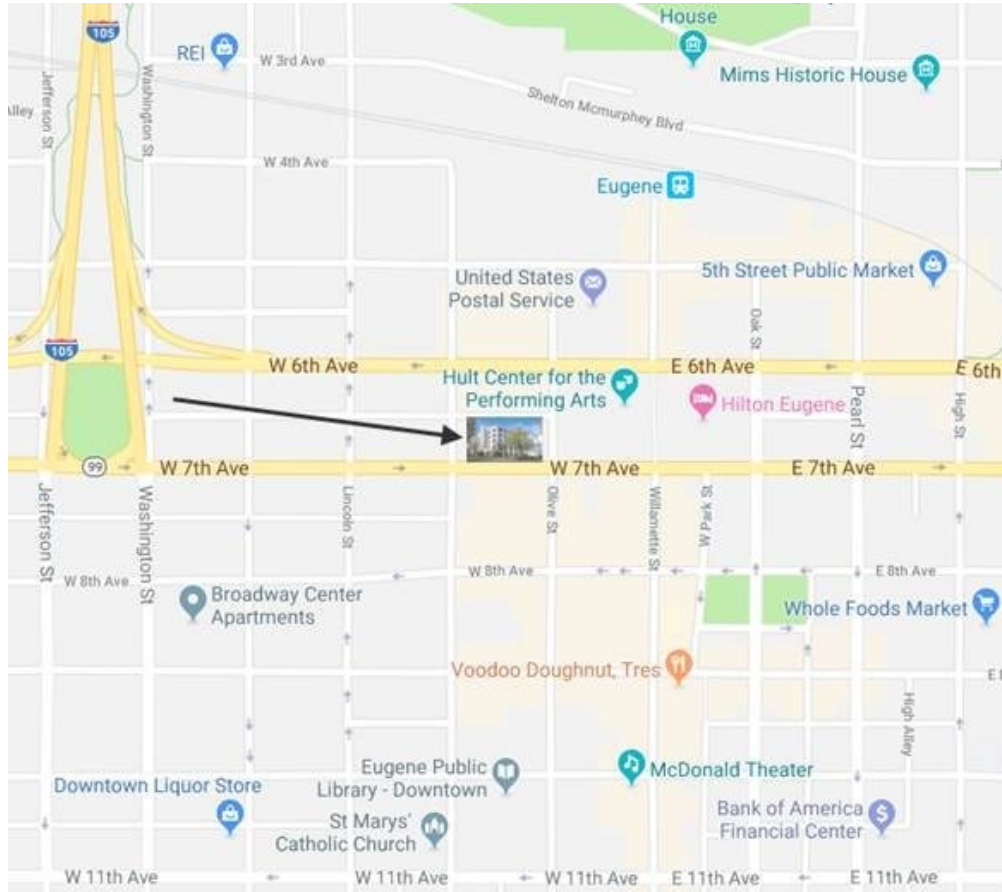 105
House
REI
W 3rd Ave
Mims Historic House
Jefferson St
Washington St
Alley
Shelton Mcmurphey Blvd
W 4th Ave
Eugene
United States
Postal Service
5th Street Public Market
Oak St
105
W 6th Ave
E 6th Ave
E 6th
Hult Center for the
Performing Arts
Hilton Eugene
Pearl St
High St
99
W 7th Ave
W 7th Ave
E 7th Ave
Jefferson St
Washington St
Lincoln St
Olive St
Willamette St
W Park St
W 8th Ave
W 8th Ave
E 8th Ave
Broadway Center
Apartments
Whole Foods Market
Voodoo Doughnut, Tres
High Alley
Eugene Public
Library - Downtown
McDonald Theater
Downtown Liquor Store
St Marys'
Catholic Church
Bank of America
Financial Center
$
W 11th Ave
W 11th Ave
W 11th Ave
E 11th Ave
E 11th Ave